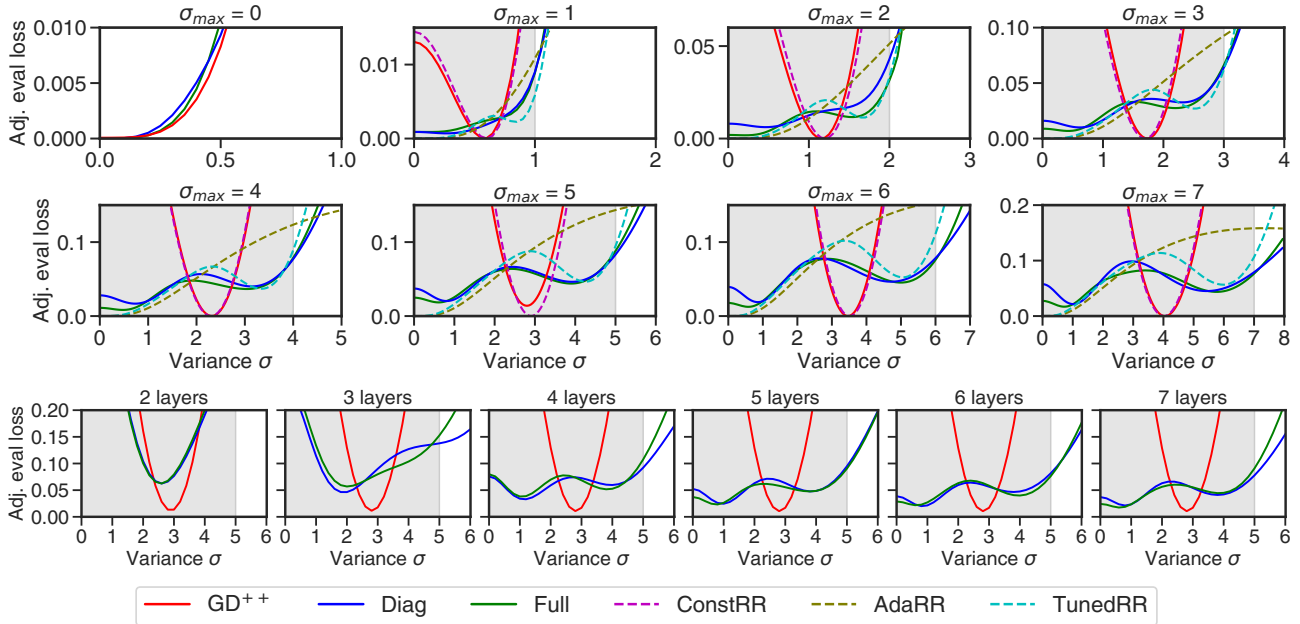 σmax = 0
σmax = 1
σmax = 2
σmax = 3
Adj. eval loss
0.010
0.005
0.000
0.0
0.5
1.0
0.01
0.00
0
1
2
0.05
0.00
0
1
2
3
0.10
0.05
0.00
0
1
2
3
4
σmax = 4
σmax = 5
σmax = 6
σmax = 7
Adj. eval loss
0.1
0.0
0 1 2 3 4 5
Variance σ
0.1
0.0
0 1 2 3 4 5 6
Variance σ
0.1
0.0
0 1 2 3 4 5 6 7
Variance σ
0.2
0.1
0.0
0 1 2 3 4 5 6 7 8
Variance σ
2 layers
3 layers
4 layers
5 layers
6 layers
7 layers
Adj. eval loss
0.20
0.15
0.10
0.05
0.00
0 1 2 3 4 5 6
0 1 2 3 4 5 6
0 1 2 3 4 5 6
0 1 2 3 4 5 6
0 1 2 3 4 5 6
0 1 2 3 4 5 6
Variance σ
Variance σ
Variance σ
Variance σ
Variance σ
Variance σ
GD++ Diag Full ConstRR AdaRR TunedRR